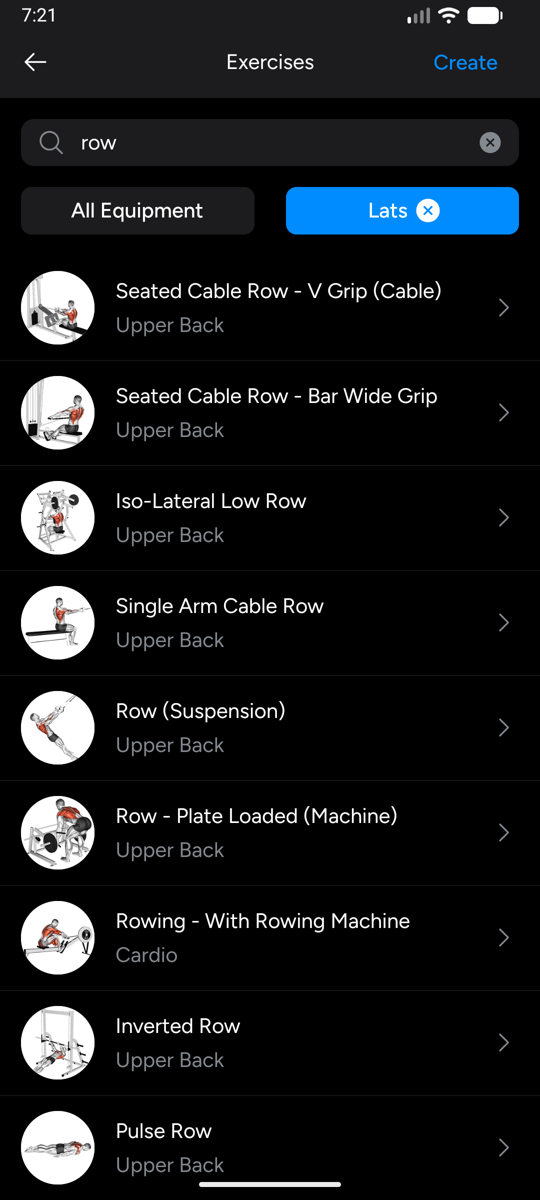 7:21
Exercises
Create
row
All Equipment
Lats
Seated Cable Row - V Grip (Cable)
Upper Back
Seated Cable Row - Bar Wide Grip
Upper Back
Iso-Lateral Low Row
Upper Back
Single Arm Cable Row
Upper Back
Row (Suspension)
Upper Back
Row - Plate Loaded (Machine)
Upper Back
Rowing - With Rowing Machine
Cardio
Inverted Row
Upper Back
Pulse Row
Upper Back